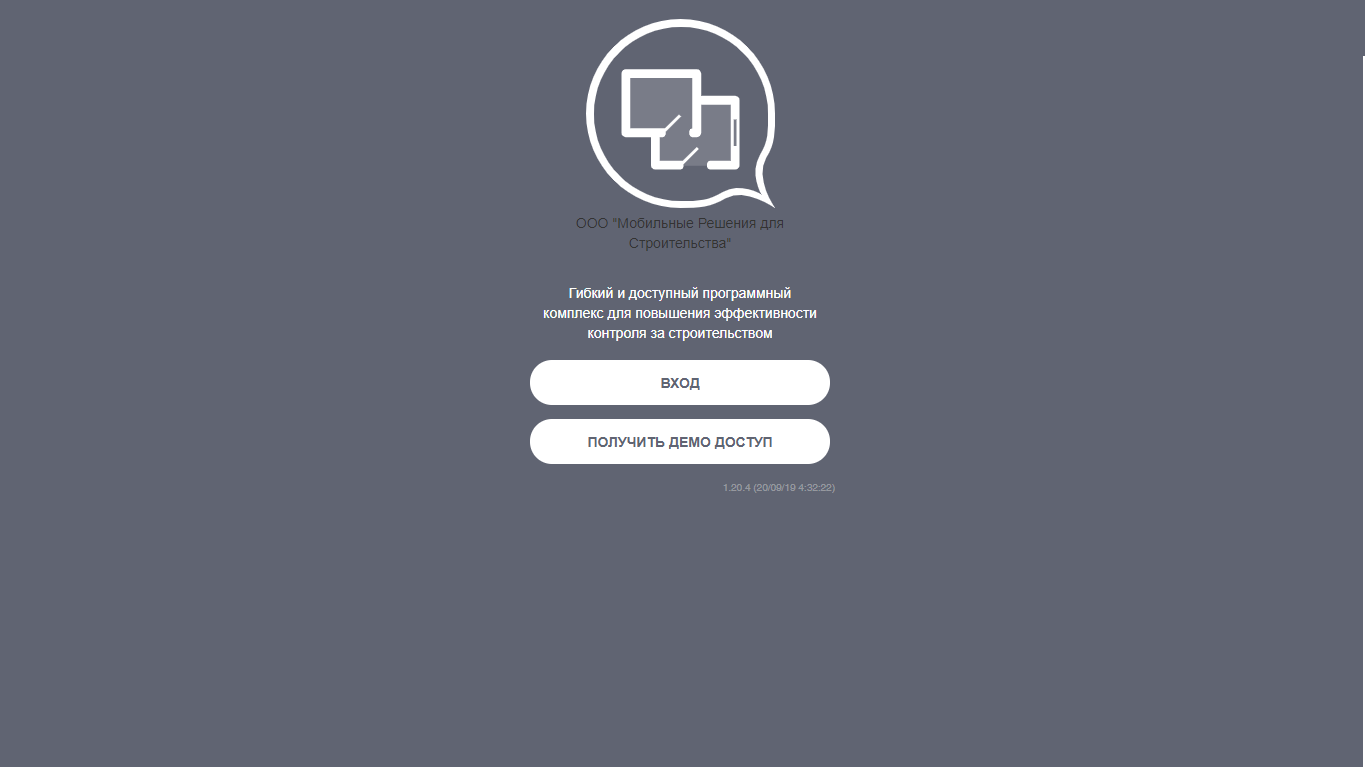 ООО "Мобильные Решения для
Строительства"
Гибкий и доступный программный
комплекс для повышения эффективности
контроля за строительством
ВХОД
ПОЛУЧИТЬ ДЕМО ДОСТУП
1.20.4 (20/09/19 4:32:22)